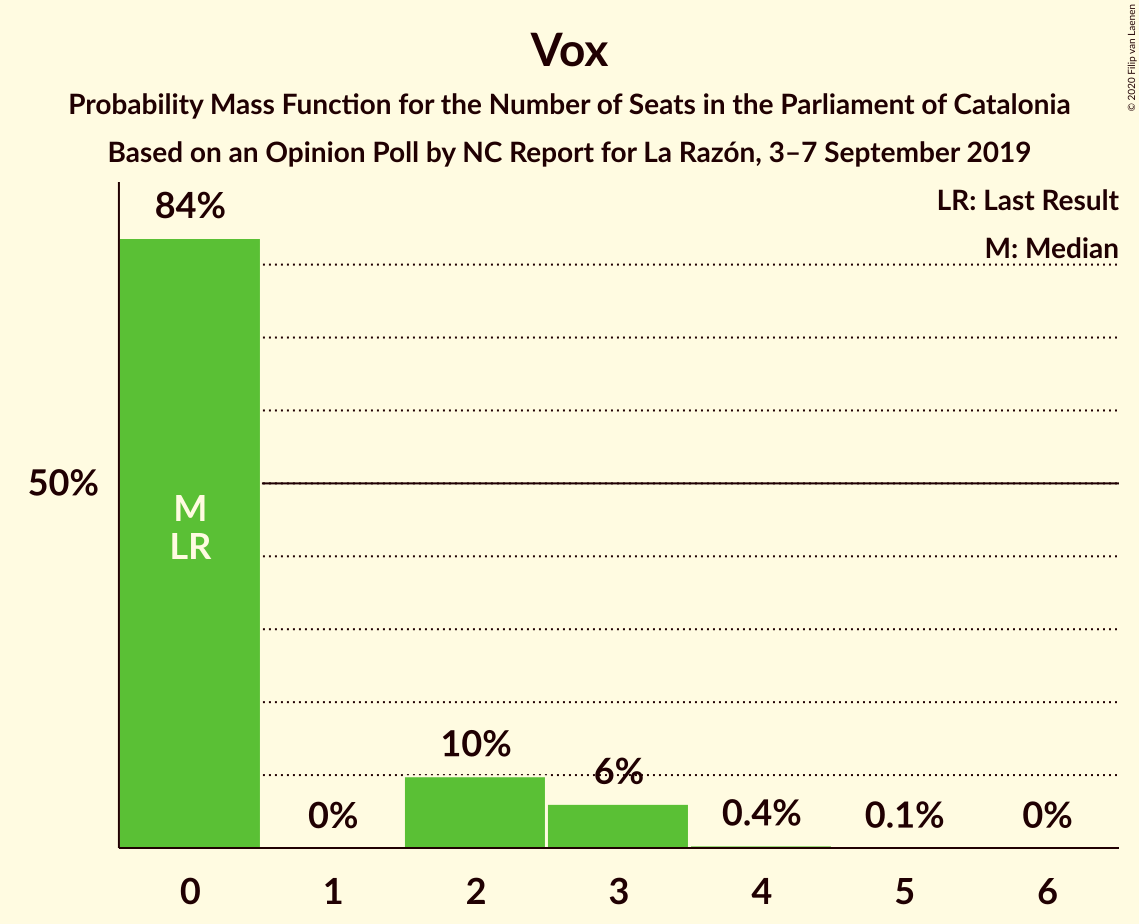 Vox
Probability Mass Function for the Number of Seats in the Parliament of Catalonia
Based on an Opinion Poll by NC Report for La Razón, 3–7 September 2019
© 2020 Filip van Laenen
LR: Last Result
M: Median
84%
50%
M
LR
10%
6%
0%
0.4%
0.1%
0%
0 1 2 3 4 5 6